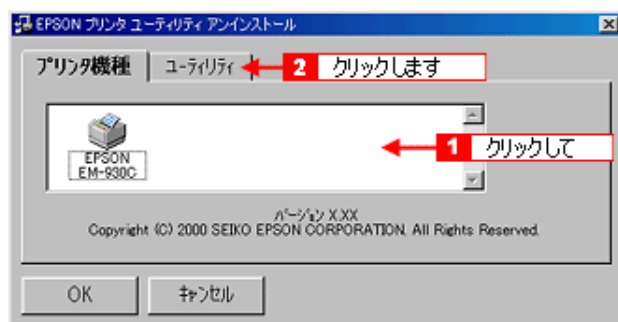 EPSON プリンタ ユーティリティ アンインストール
プリンタ機種 ユーティリティ 2 クリックします
1 クリックして
EPSON
EM-930C
バージョン X.XX
Copyright (C) 2000 SEIKO EPSON CORPORATION. All Rights Reserved.
OK キャンセル